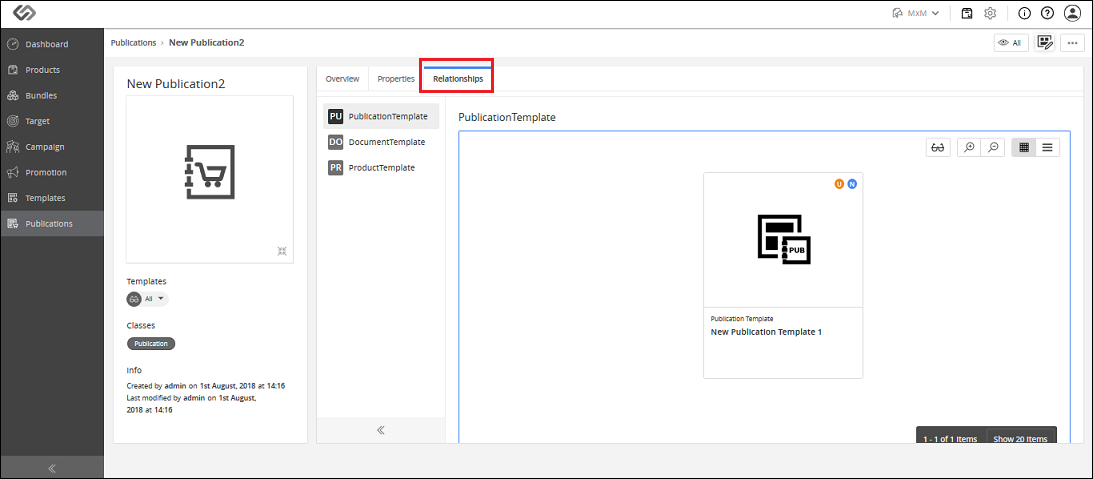 MxM
Dashboard
Products
Bundles
Target
Campaign
Promotion
Templates
Publications
Publications › New Publication2
All
New Publication2
Templates
All
Classes
Publication
Info
Created by admin on 1st August, 2018 at 14:16
Last modified by admin on 1st August,
2018 at 14:16
Overview
Properties
Relationships
PU PublicationTemplate
DO DocumentTemplate
PR ProductTemplate
PublicationTemplate
U N
PUB
Publication Template
New Publication Template 1
1 - 1 of 1 Items
Show 20 Items